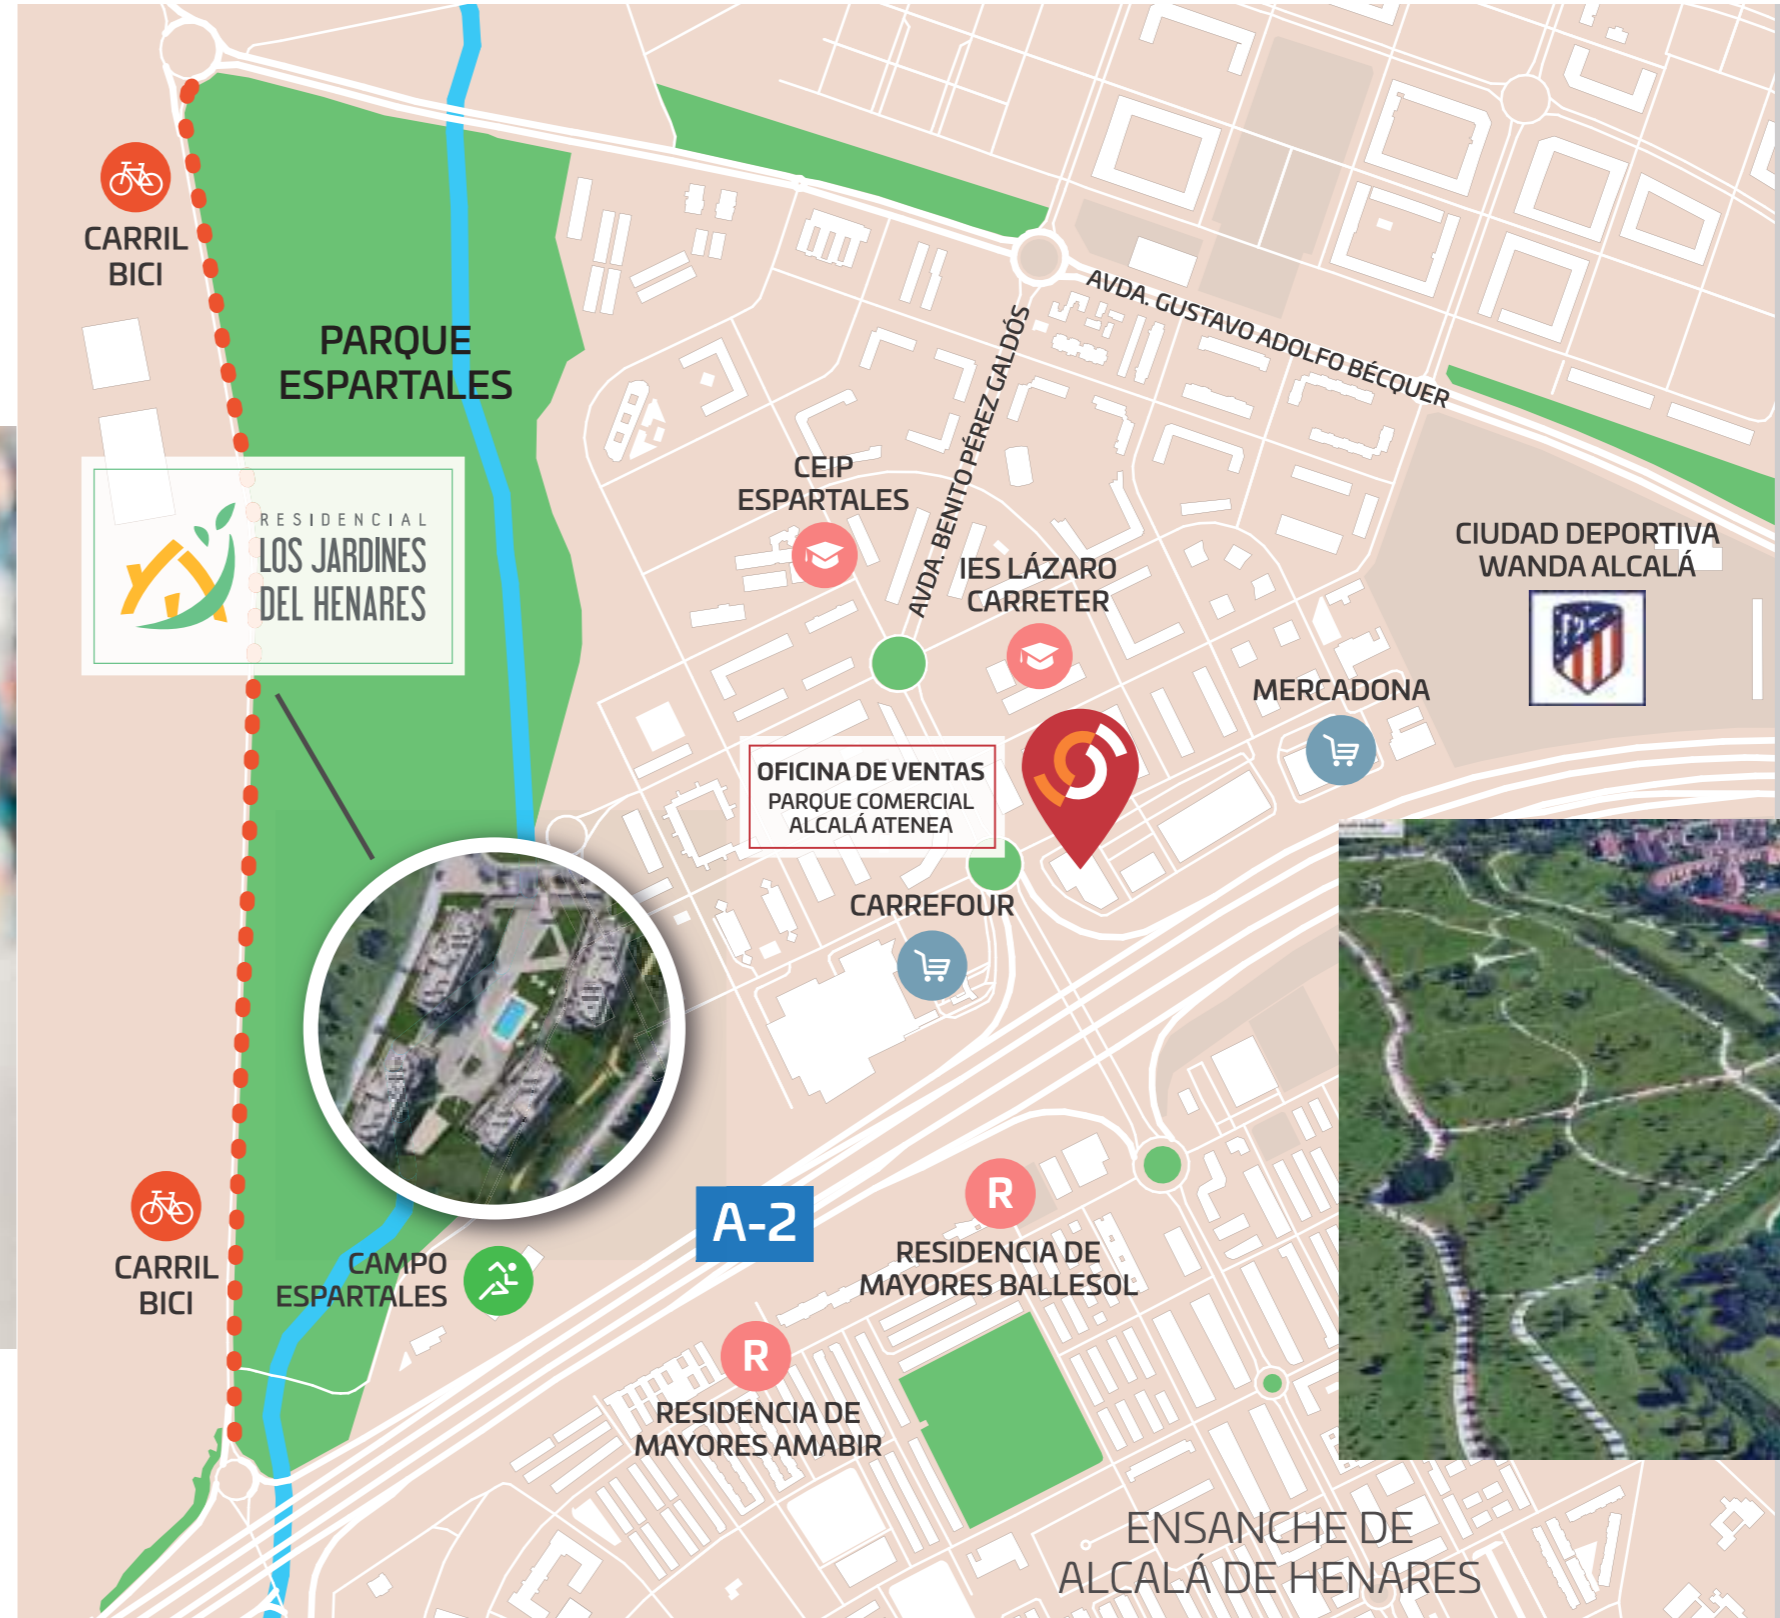 CARRIL
BICI
PARQUE
ESPARTALES
AVDA. GUSTAVO ADOLFO BÉCQUER
AVDA. BENITO PÉREZ GALDÓS
CEIP
ESPARTALES
RESIDENCIAL
LOS JARDINES
DEL HENARES
IES LÁZARO
CARRETER
CIUDAD DEPORTIVA
WANDA ALCALÁ
MERCADONA
OFICINA DE VENTAS
PARQUE COMERCIAL
ALCALÁ ATENEA
CARREFOUR
A-2
R
RESIDENCIA DE
MAYORES BALLESOL
CARRIL
BICI
CAMPO
ESPARTALES
R
RESIDENCIA DE
MAYORES AMABIR
ENSANCHE DE
ALCALÁ DE HENARES